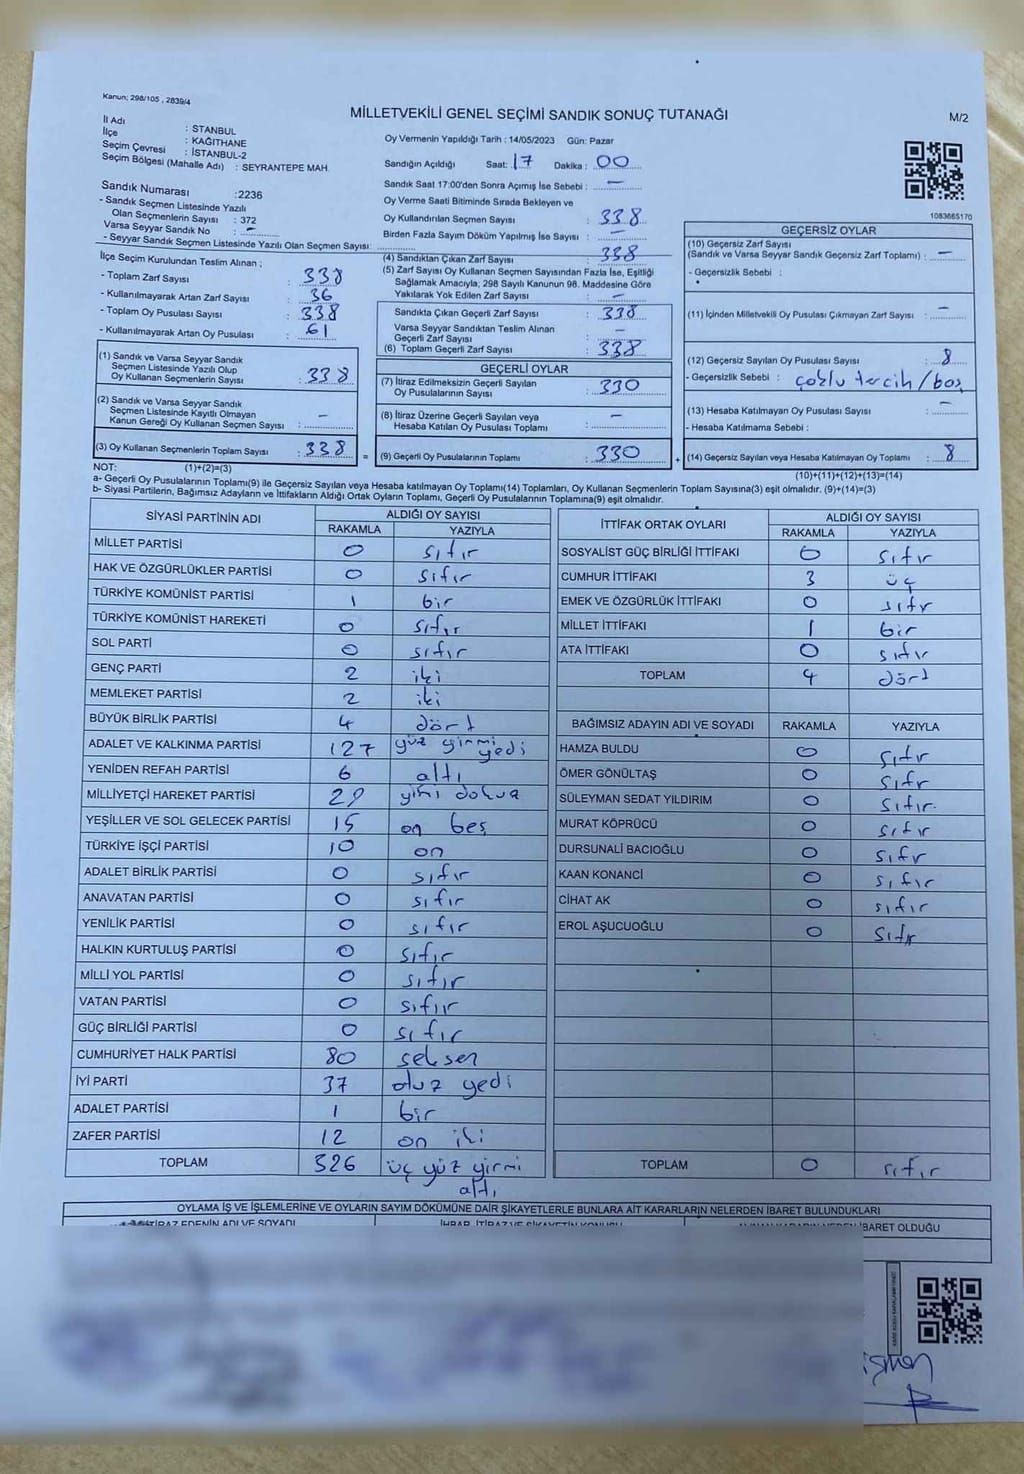 Kanun: 298/105 , 2839/4
MİLLETVEKİLİ GENEL SEÇİMİ SANDIK SONUÇ TUTANAĞI
M/2
İl Adı : STANBUL
İlçe : KAĞITHANE
Seçim Çevresi : İSTANBUL-2
Seçim Bölgesi (Mahalle Adı) : SEYRANTEPE MAH.
Sandık Numarası :2236
- Sandık Seçmen Listesinde Yazılı
Olan Seçmenlerin Sayısı : 372
Varsa Seyyar Sandık No : -
- Seyyar Sandık Seçmen Listesinde Yazılı Olan Seçmen Sayısı:
İlçe Seçim Kurulundan Teslim Alınan ;
- Toplam Zarf Sayısı : 338
- Kullanılmayarak Artan Zarf Sayısı : 36
- Toplam Oy Pusulası Sayısı : 338
- Kullanılmayarak Artan Oy Pusulası : 61
(1) Sandık ve Varsa Seyyar Sandık
Seçmen Listesinde Yazılı Olup
Oy Kullanan Seçmenlerin Sayısı : 338
(2) Sandık ve Varsa Seyyar Sandık
Seçmen Listesinde Kayıtlı Olmayan
Kanun Gereği Oy Kullanan Seçmen Sayısı : -
(3) Oy Kullanan Seçmenlerin Toplam Sayısı : 338
Oy Vermenin Yapıldığı Tarih : 14/05/2023 Gün: Pazar
Sandığın Açıldığı Saat: 17 Dakika : 00
Sandık Saat 17:00'den Sonra Açımış İse Sebebi : -
Oy Verme Saati Bitiminde Sırada Bekleyen ve
Oy Kullandırılan Seçmen Sayısı : 338
Birden Fazla Sayım Döküm Yapılmış İse Sayısı : -
(4) Sandıktan Çıkan Zarf Sayısı : 338
(5) Zarf Sayısı Oy Kullanan Seçmen Sayısından Fazla İse, Eşitliği
Sağlamak Amacıyla; 298 Sayılı Kanunun 98. Maddesine Göre
Yakılarak Yok Edilen Zarf Sayısı : -
Sandıkta Çıkan Geçerli Zarf Sayısı : 338
Varsa Seyyar Sandıktan Teslim Alınan
Geçerli Zarf Sayısı : -
(6) Toplam Geçerli Zarf Sayısı : 338
GEÇERLİ OYLAR
(7) İtiraz Edilmeksizin Geçerli Sayılan
Oy Pusulalarının Sayısı : 330
(8) İtiraz Üzerine Geçerli Sayılan veya
Hesaba Katılan Oy Pusulası Toplamı : -
= (9) Geçerli Oy Pusulalarının Toplamı : 330
1083665170
GEÇERSİZ OYLAR
(10) Geçersiz Zarf Sayısı
(Sandık ve Varsa Seyyar Sandık Geçersiz Zarf Toplamı) : -
- Geçersizlik Sebebi :
(11) İçinden Milletvekili Oy Pusulası Çıkmayan Zarf Sayısı : -
(12) Geçersiz Sayılan Oy Pusulası Sayısı : 8
- Geçersizlik Sebebi : çoklu tercih/boş
(13) Hesaba Katılmayan Oy Pusulası Sayısı : -
- Hesaba Katılmama Sebebi :
+ (14) Geçersiz Sayılan veya Hesaba Katılmayan Oy Toplamı : 8
NOT: (1)+(2)=(3) (10)+(11)+(12)+(13)=(14)
a- Geçerli Oy Pusulalarının Toplamı(9) ile Geçersiz Sayılan veya Hesaba katılmayan Oy Toplamı(14) Toplamları, Oy Kullanan Seçmenlerin Toplam Sayısına(3) eşit olmalıdır. (9)+(14)=(3)
b- Siyasi Partilerin, Bağımsız Adayların ve İttifakların Aldığı Ortak Oyların Toplamı, Geçerli Oy Pusulalarının Toplamına(9) eşit olmalıdır.
SİYASİ PARTİNİN ADI ALDIĞI OY SAYISI
RAKAMLA YAZIYLA
MİLLET PARTİSİ 0 sıfır
HAK VE ÖZGÜRLÜKLER PARTİSİ 0 sıfır
TÜRKİYE KOMÜNİST PARTİSİ 1 bir
TÜRKİYE KOMÜNİST HAREKETİ 0 sıfır
SOL PARTİ 0 sıfır
GENÇ PARTİ 2 iki
MEMLEKET PARTİSİ 2 iki
BÜYÜK BİRLİK PARTİSİ 4 dört
ADALET VE KALKINMA PARTİSİ 127 yüz yirmi yedi
YENİDEN REFAH PARTİSİ 6 altı
MİLLİYETÇİ HAREKET PARTİSİ 29 yimi dokuz
YEŞİLLER VE SOL GELECEK PARTİSİ 15 on beş
TÜRKİYE İŞÇİ PARTİSİ 10 on
ADALET BİRLİK PARTİSİ 0 sıfır
ANAVATAN PARTİSİ 0 sıfır
YENİLİK PARTİSİ 0 sıfır
HALKIN KURTULUŞ PARTİSİ 0 sıfır
MİLLİ YOL PARTİSİ 0 sıfır
VATAN PARTİSİ 0 sıfır
GÜÇ BİRLİĞİ PARTİSİ 0 sıfır
CUMHURİYET HALK PARTİSİ 80 seksen
İYİ PARTİ 37 otuz yedi
ADALET PARTİSİ 1 bir
ZAFER PARTİSİ 12 on iki
TOPLAM 326 üç yüz yirmi
altı
İTTİFAK ORTAK OYLARI ALDIĞI OY SAYISI
RAKAMLA YAZIYLA
SOSYALİST GÜÇ BİRLİĞİ İTTİFAKI 0 sıfır
CUMHUR İTTİFAKI 3 üç
EMEK VE ÖZGÜRLÜK İTTİFAKI 0 sıfr
MİLLET İTTİFAKI 1 bir
ATA İTTİFAKI 0 sıfır
TOPLAM 4 dört
BAĞIMSIZ ADAYIN ADI VE SOYADI RAKAMLA YAZIYLA
HAMZA BULDU 0 sıfır
ÖMER GÖNÜLTAŞ 0 sıfır
SÜLEYMAN SEDAT YILDIRIM 0 sıfır
MURAT KÖPRÜCÜ 0 sıfır
DURSUNALİ BACIOĞLU 0 sıfır
KAAN KONANCİ 0 sıfır
CİHAT AK 0 sıfır
EROL AŞUCUOĞLU 0 sıfır
TOPLAM 0 sıfır
OYLAMA İŞ VE İŞLEMLERİNE VE OYLARIN SAYIM DÖKÜMÜNE DAİR ŞİKAYETLERLE BUNLARA AİT KARARLARIN NELERDEN İBARET BULUNDUKLARI
İTİRAZ EDENİN ADI VE SOYADI İHBAR, İTİRAZ VE ŞİKAYETİN KONUSU İBARET OLDUĞU